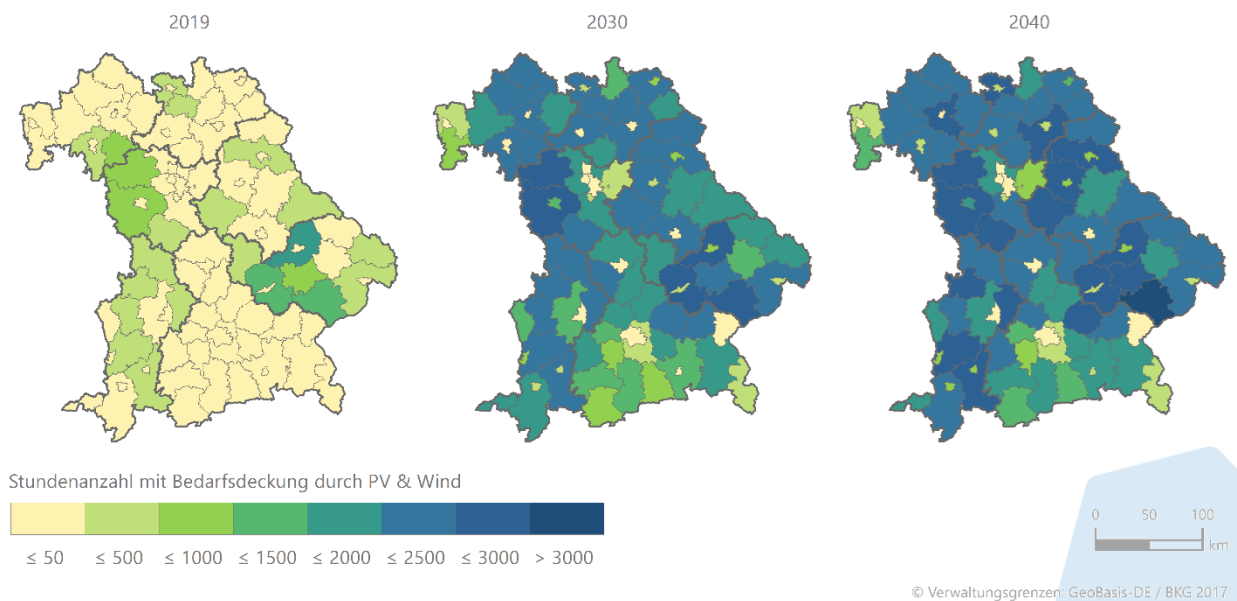 2019
2030
2040
Stundenanzahl mit Bedarfsdeckung durch PV & Wind
≤ 50 ≤ 500 ≤ 1000 ≤ 1500 ≤ 2000 ≤ 2500 ≤ 3000 > 3000
0 50 100
km
© Verwaltungsgrenzen: GeoBasis-DE / BKG 2017